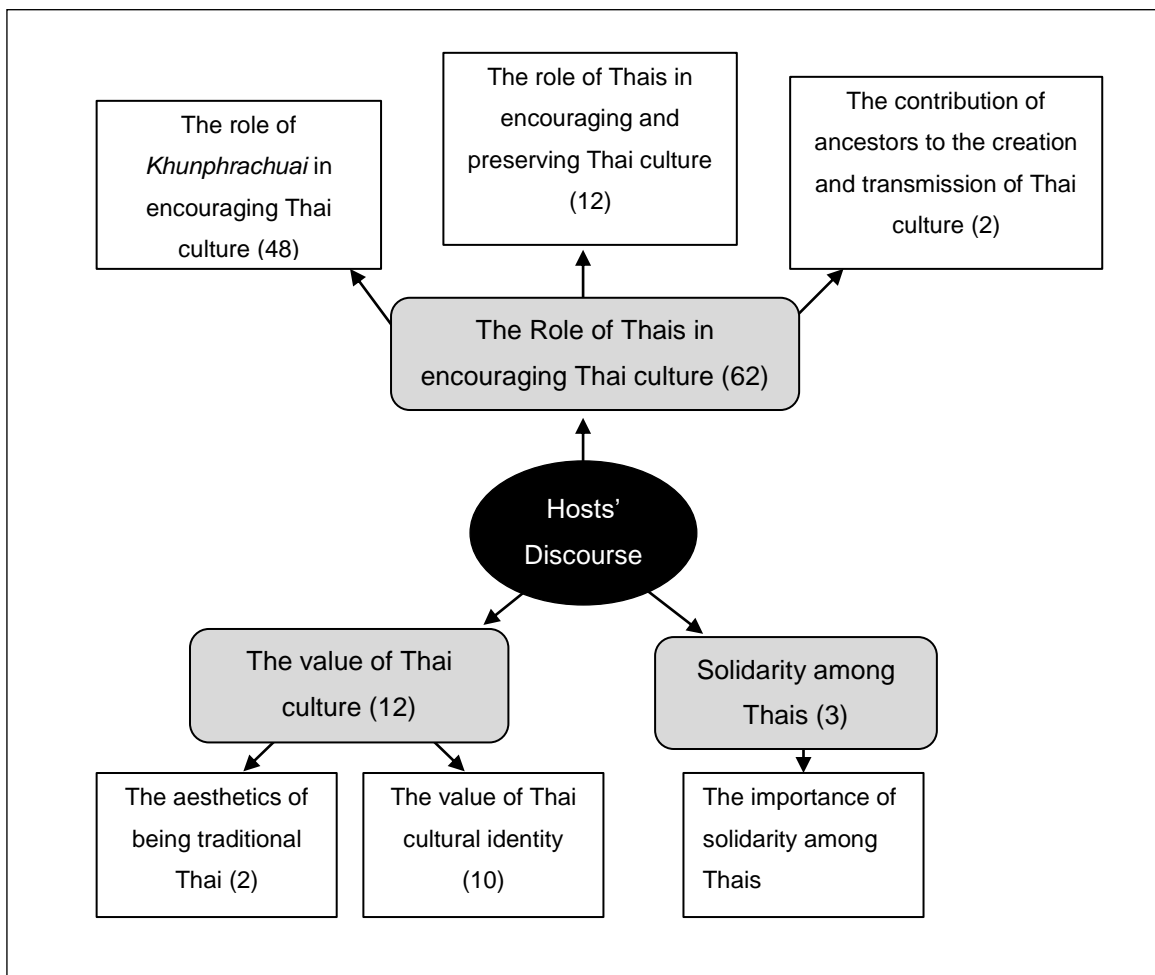 The role of
Khunphrachuai in
encouraging Thai
culture (48)
The role of Thais in
encouraging and
preserving Thai culture
(12)
The contribution of
ancestors to the creation
and transmission of Thai
culture (2)
The Role of Thais in
encouraging Thai culture (62)
Hosts’
Discourse
The value of Thai
culture (12)
Solidarity among
Thais (3)
The aesthetics of
being traditional
Thai (2)
The value of Thai
cultural identity
(10)
The importance of
solidarity among
Thais